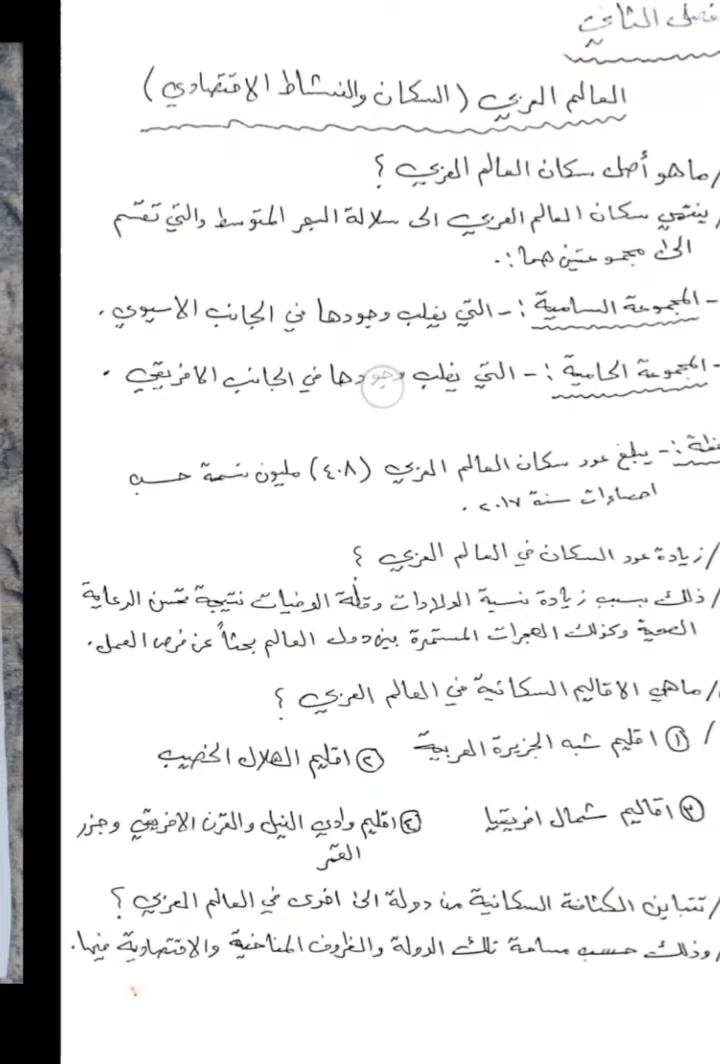 الثاني
العالم العربي (السكان والنشاط الاقتصادي)
/ ماهو أصل سكان العالم العربي ؟
/ ينتمي سكان العالم العربي الى سلالة البحر المتوسط والتي تقسم
الى مجموعتين هما :.
- المجموعة السامية :- التي يغلب وجودها في الجانب الاسيوي .
- المجموعة الحامية :- التي يغلب وجودها في الجانب الافريقي .
:- يبلغ عدد سكان العالم العربي (٤٠٨) مليون نسمة حسب
احصاءات سنة ٢٠١٧ .
/ زيادة عدد السكان في العالم العربي ؟
/ ذلك بسبب زيادة نسبة الولادات وقلة الوفيات نتيجة تحسن الرعاية
الصحية وكذلك الهجرات المستمرة بين دول العالم بحثاً عن فرص العمل .
/ ماهي الاقاليم السكانية في العالم العربي ؟
/ ① اقليم شبه الجزيرة العربية ② اقليم الهلال الخصيب
③ اقاليم شمال افريقيا ④ اقليم وادي النيل والقرن الافريقي وجزر
القمر
/ تتباين الكثافة السكانية من دولة الى اخرى في العالم العربي ؟
/ وذلك حسب مساحة تلك الدولة والظروف المناخية والاقتصادية فيها .